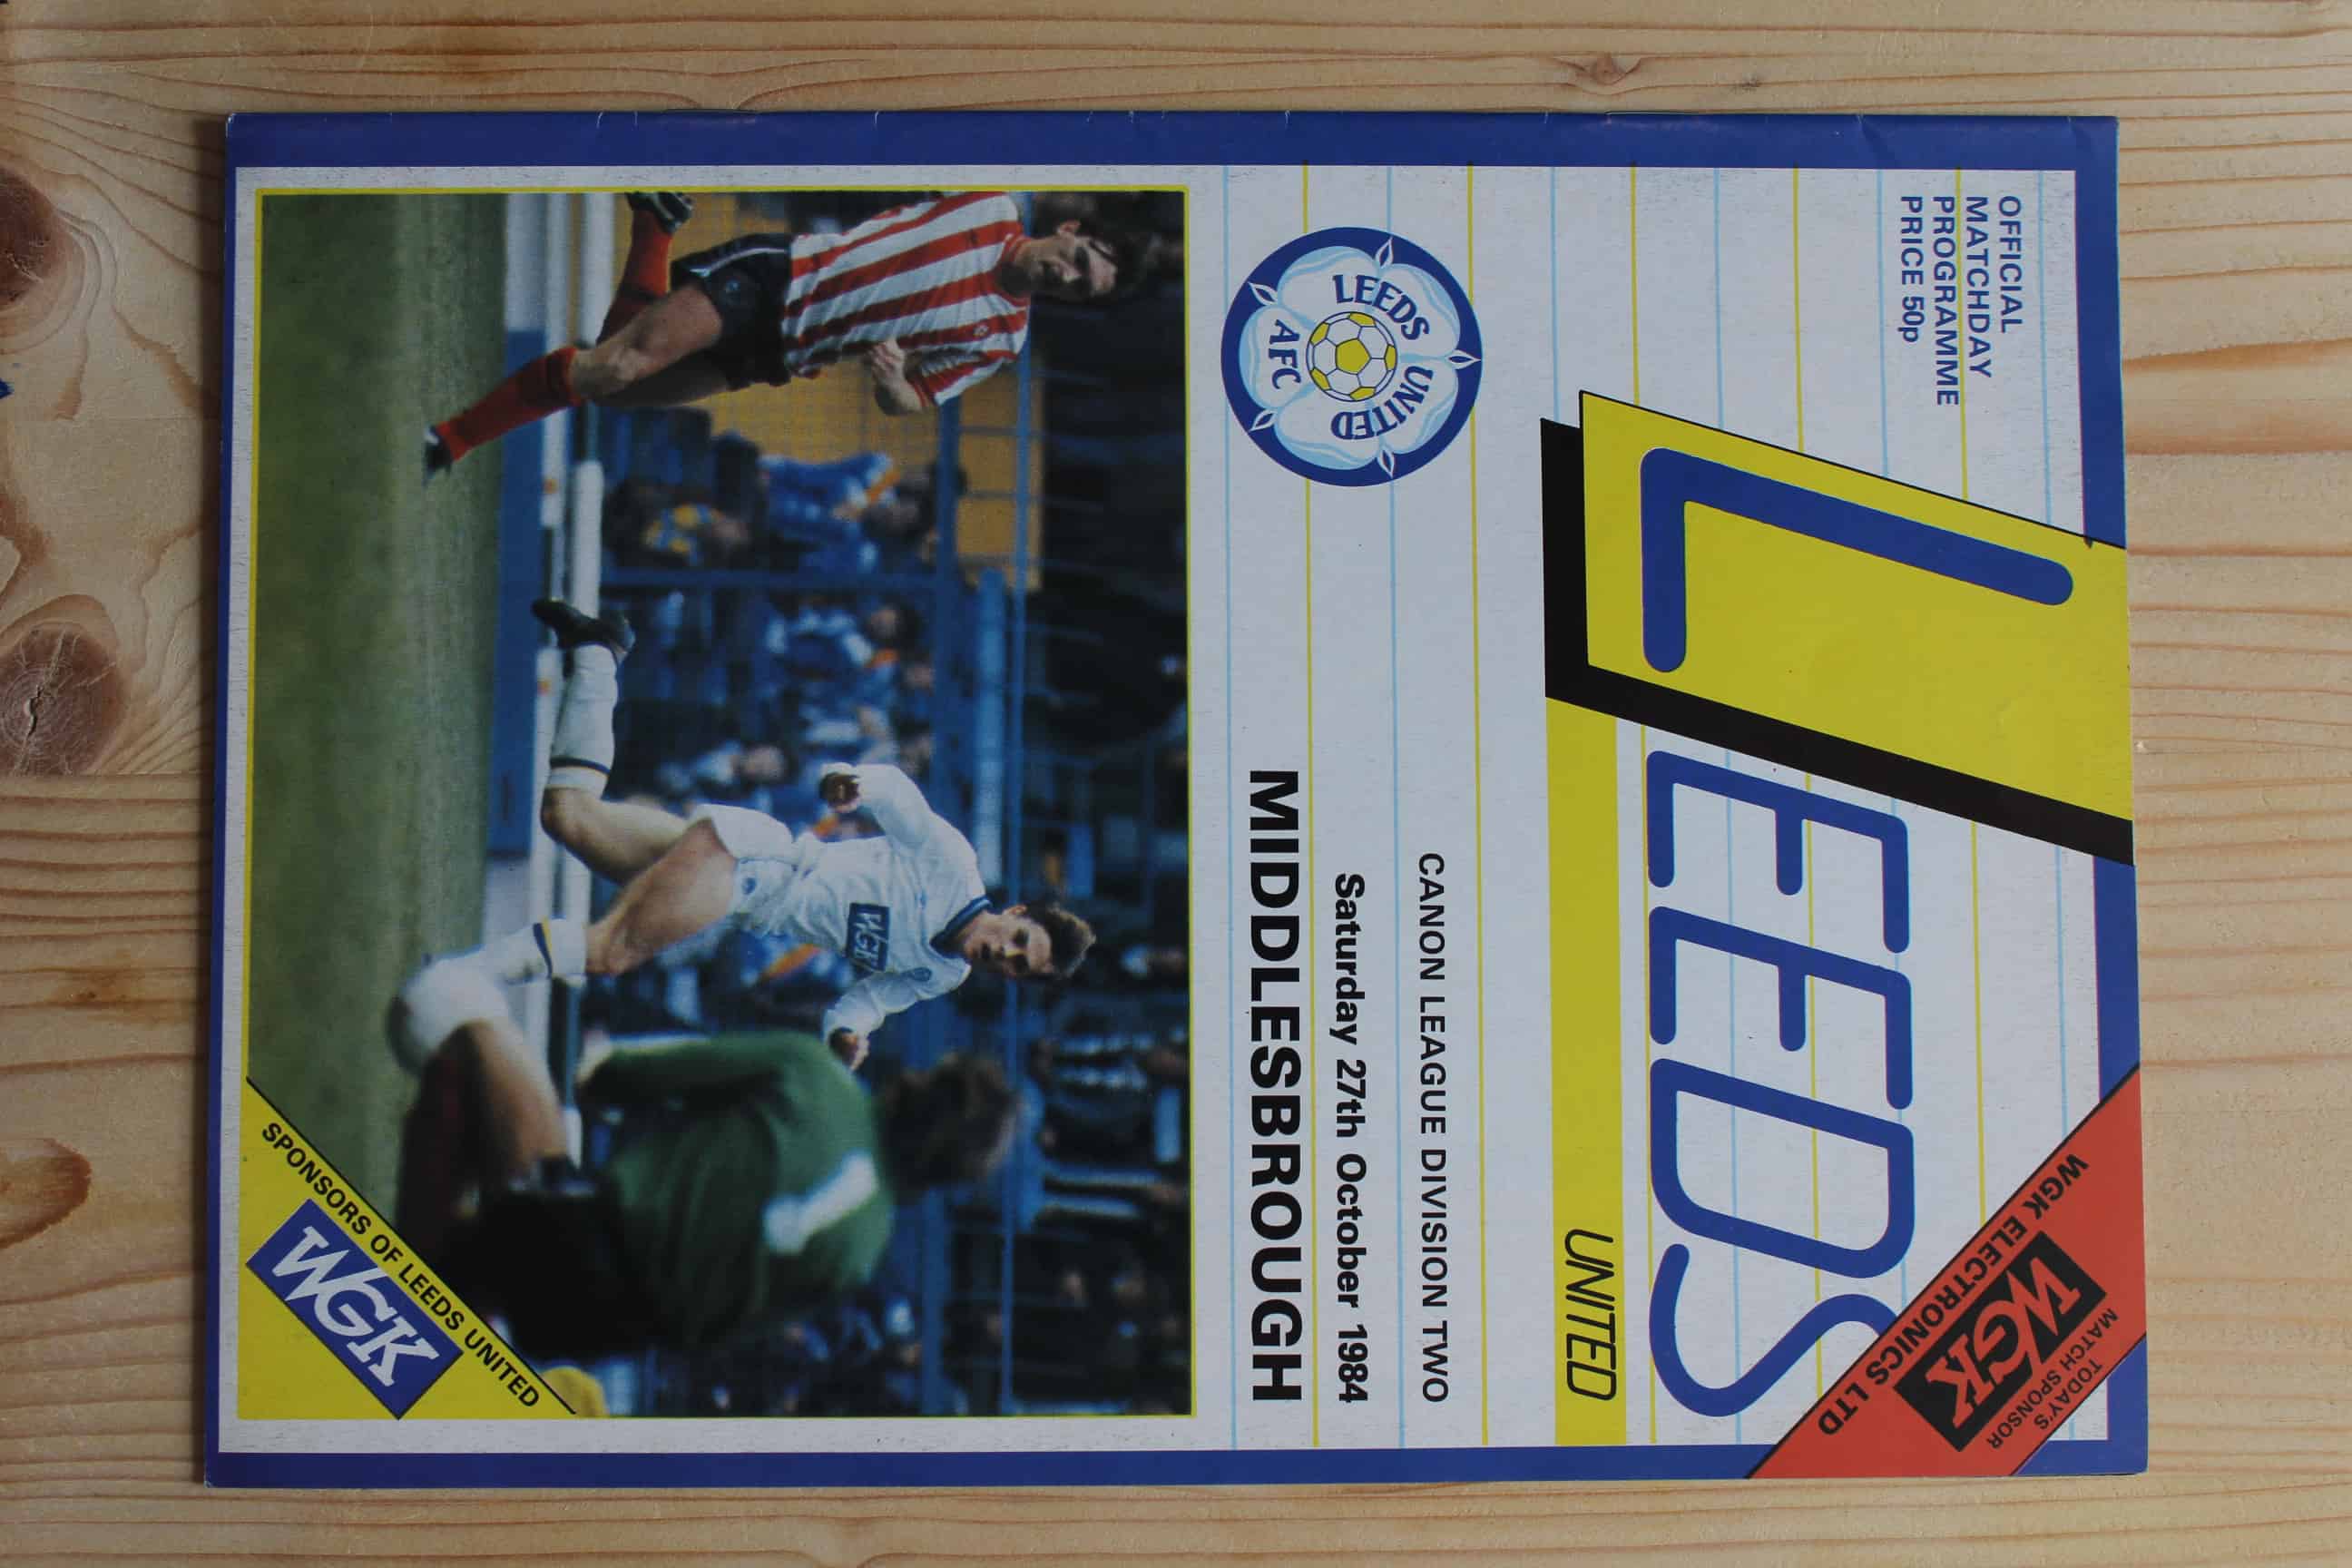 OFFICIAL
MATCHDAY
PROGRAMME
PRICE 50p
TODAY'S
MATCH SPONSOR
WGK
WGK ELECTRONICS LTD
LEEDS
UNITED
CANON LEAGUE DIVISION TWO
Saturday 27th October 1984
MIDDLESBROUGH
LEEDS UNITED
AFC
WGK
SPONSORS OF LEEDS UNITED
WGK